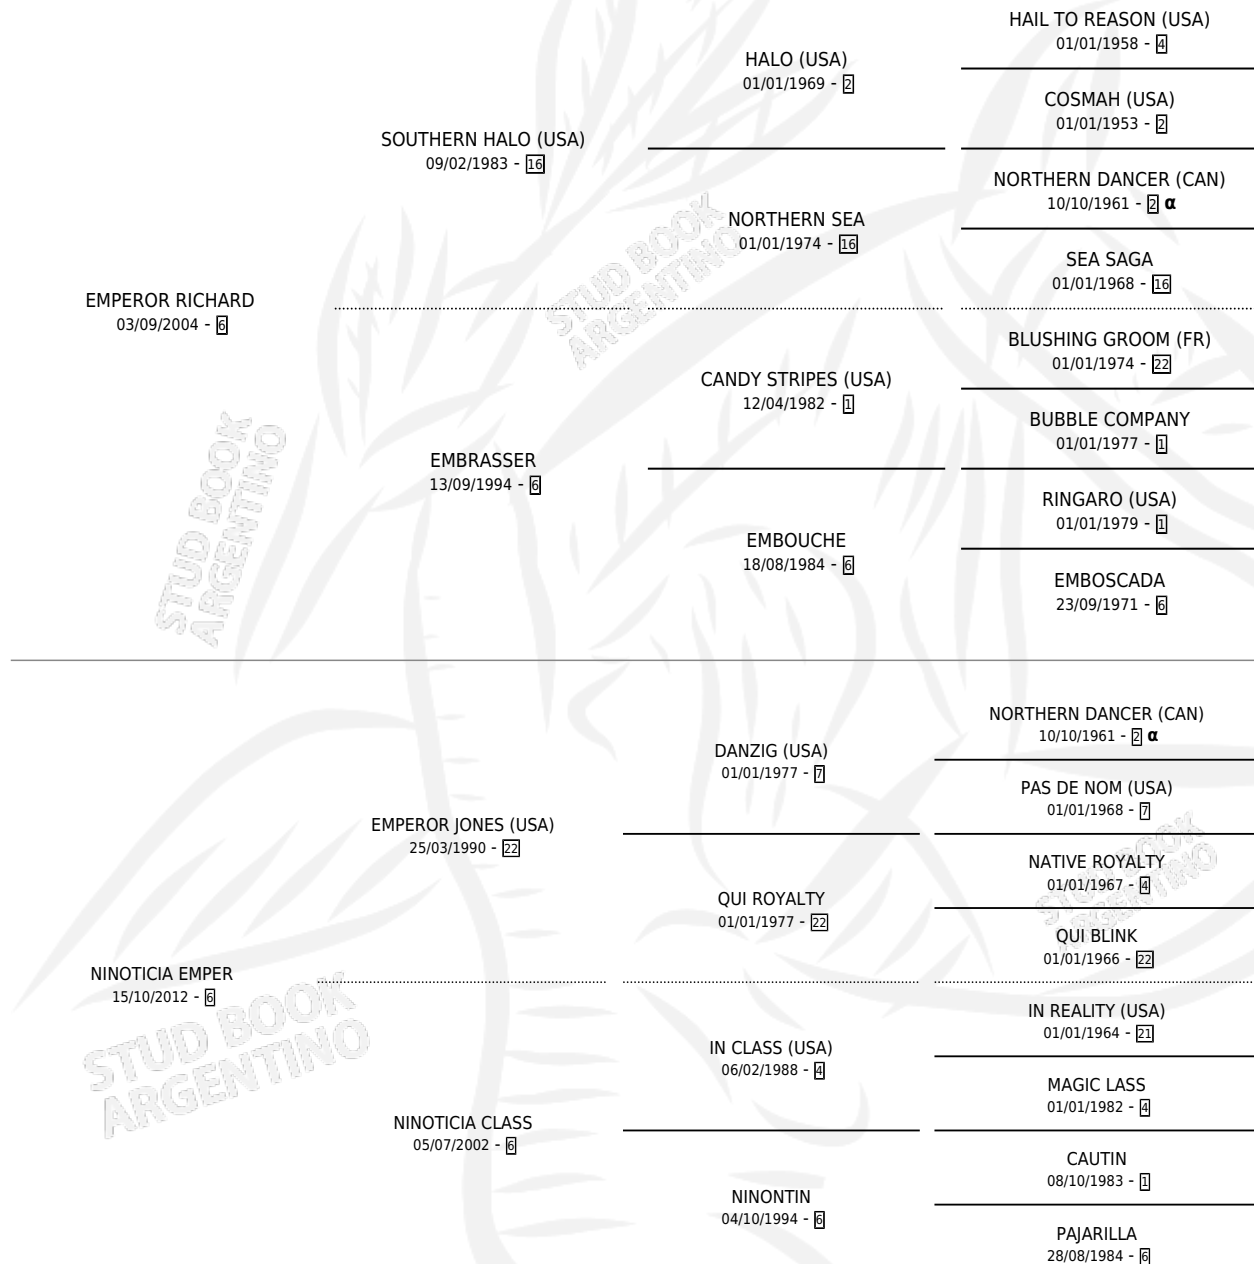 HAIL TO REASON (USA)
01/01/1958 - 4
HALO (USA)
01/01/1969 - 2
COSMAH (USA)
01/01/1953 - 2
SOUTHERN HALO (USA)
09/02/1983 - 16
NORTHERN DANCER (CAN)
10/10/1961 - 2 α
NORTHERN SEA
01/01/1974 - 16
SEA SAGA
01/01/1968 - 16
STUD BOOK
ARGENTINO
EMPEROR RICHARD
03/09/2004 - 6
BLUSHING GROOM (FR)
01/01/1974 - 22
CANDY STRIPES (USA)
12/04/1982 - 1
BUBBLE COMPANY
01/01/1977 - 1
EMBRASSER
13/09/1994 - 6
RINGARO (USA)
01/01/1979 - 1
EMBOUCHE
18/08/1984 - 6
EMBOSCADA
23/09/1971 - 6
STUD BOOK
ARGENTINO
NORTHERN DANCER (CAN)
10/10/1961 - 2 α
DANZIG (USA)
01/01/1977 - 7
PAS DE NOM (USA)
01/01/1968 - 7
EMPEROR JONES (USA)
25/03/1990 - 22
NATIVE ROYALTY
01/01/1967 - 4
QUI ROYALTY
01/01/1977 - 22
QUI BLINK
01/01/1966 - 22
STUD BOOK
ARGENTINO
NINOTICIA EMPER
15/10/2012 - 6
IN REALITY (USA)
01/01/1964 - 21
IN CLASS (USA)
06/02/1988 - 4
MAGIC LASS
01/01/1982 - 4
NINOTICIA CLASS
05/07/2002 - 6
CAUTIN
08/10/1983 - 1
NINONTIN
04/10/1994 - 6
PAJARILLA
28/08/1984 - 6
STUD BOOK
ARGENTINO